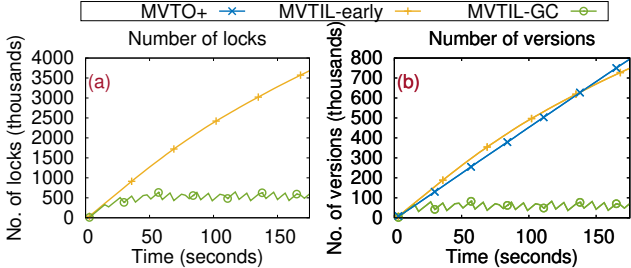 MVTO+ MVTIL-early MVTIL-GC
Number of locks
Number of versions
(a)
No. of locks (thousands)
4000
3500
3000
2500
2000
1500
1000
500
0
0 50 100 150
Time (seconds)
(b)
No. of versions (thousands)
800
700
600
500
400
300
200
100
0
0 50 100 150
Time (seconds)